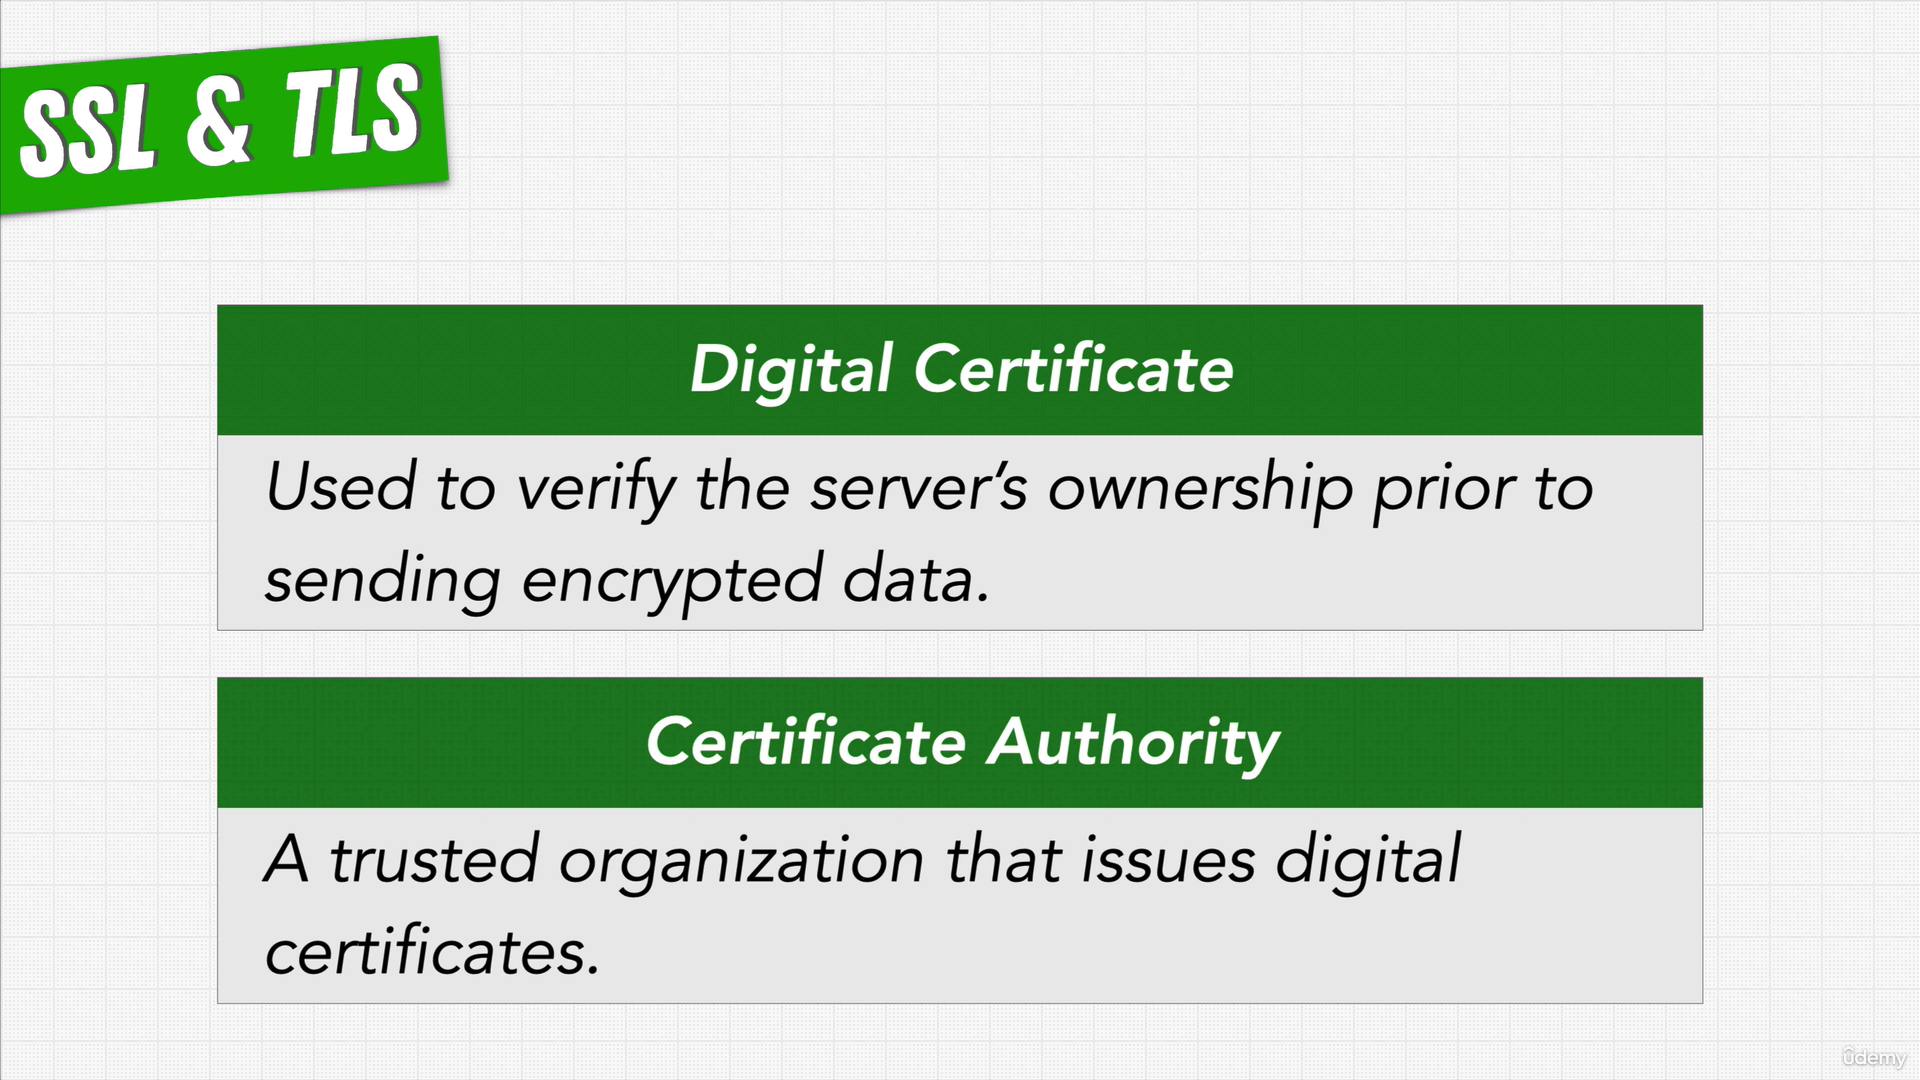 SSL & TLS
Digital Certificate
Used to verify the server’s ownership prior to
sending encrypted data.
Certificate Authority
A trusted organization that issues digital
certificates.
ûdemy